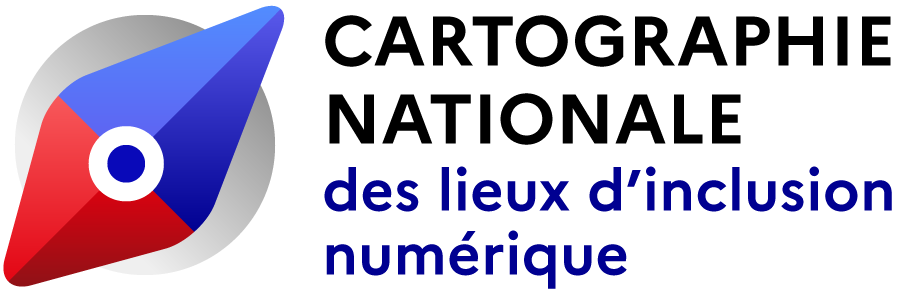 CARTOGRAPHIE
NATIONALE
des lieux d’inclusion
numérique